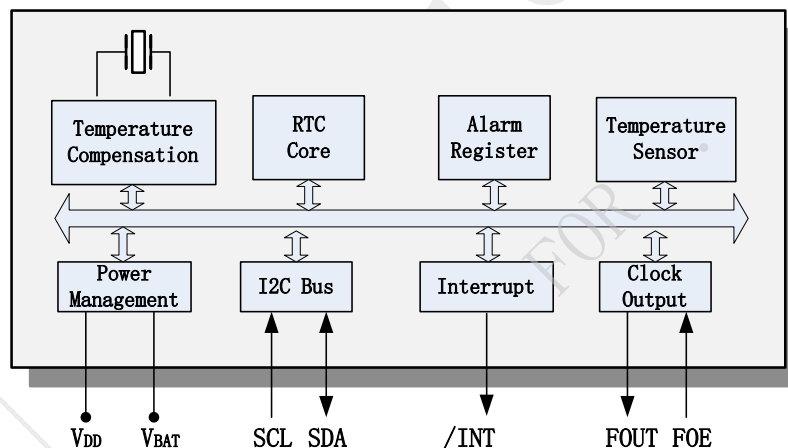 Temperature
Compensation
RTC
Core
Alarm
Register
Temperature
Sensor
Power
Management
I2C Bus
Interrupt
Clock
Output
VDD
VBAT
SCL
SDA
/INT
FOUT
FOE
FOR